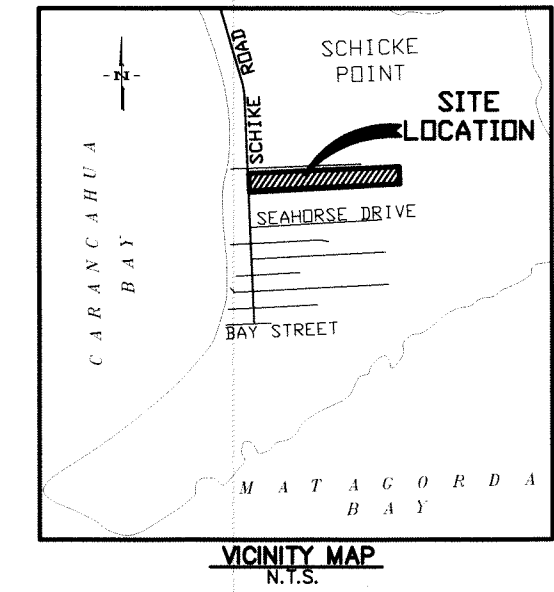 SCHICKE
POINT
-N-
SCHIKE ROAD
SITE
LOCATION
CARANCAHUA
BAY
SEAHORSE DRIVE
BAY STREET
MATAGORDA
BAY
VICINITY MAP
N.T.S.